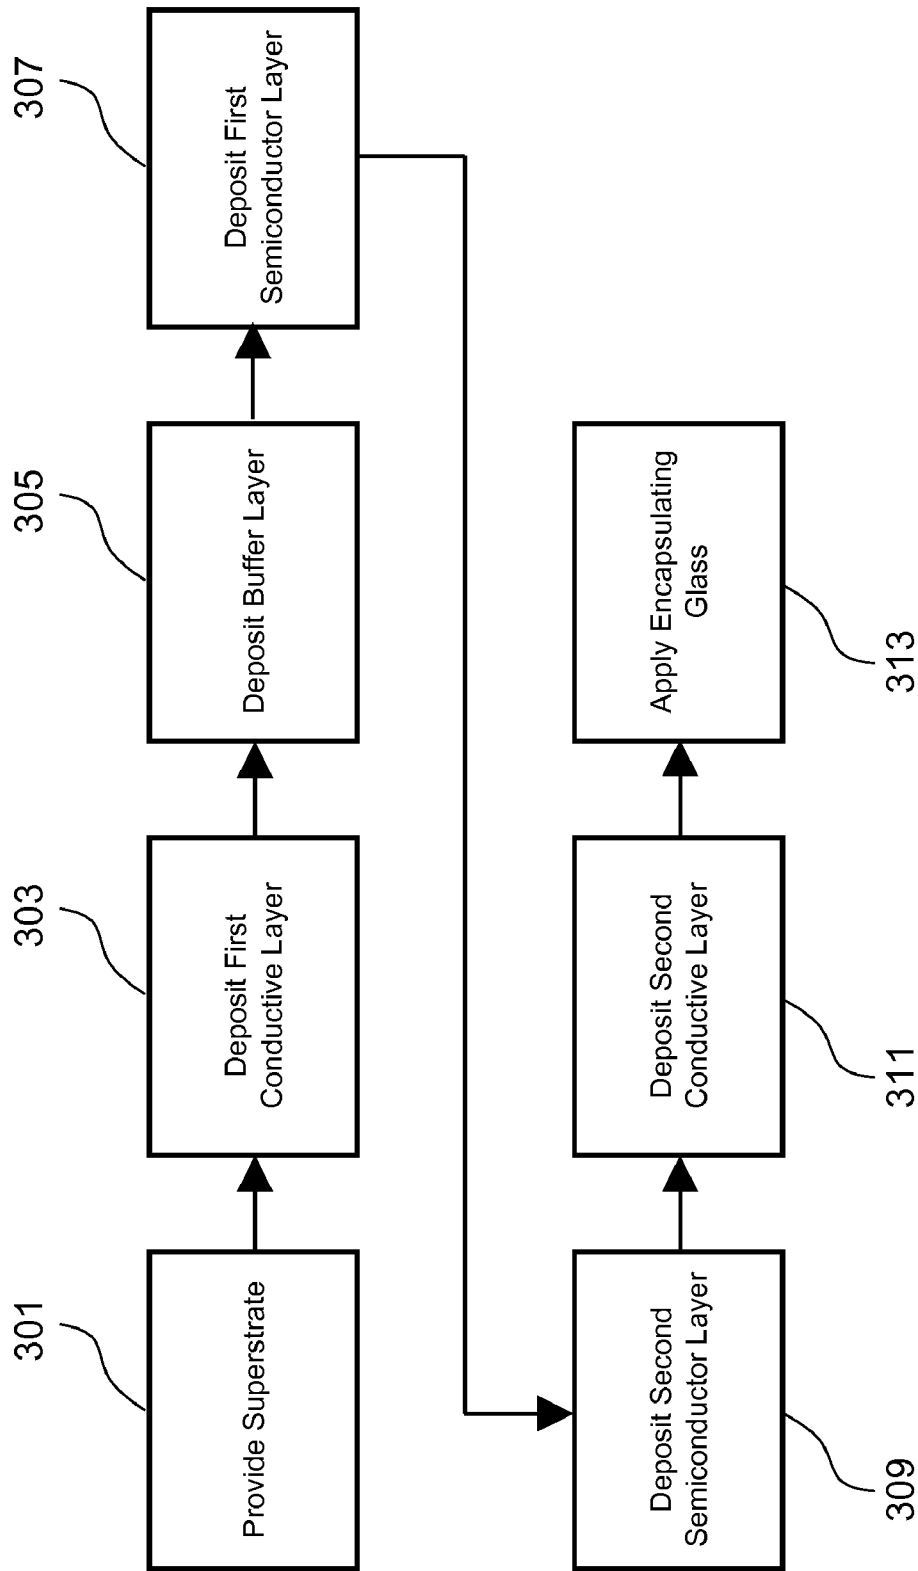 301
Provide Superstrate
303
Deposit First
Conductive Layer
305
Deposit Buffer Layer
307
Deposit First
Semiconductor Layer
Deposit Second
Semiconductor Layer
309
Deposit Second
Conductive Layer
311
Apply Encapsulating
Glass
313